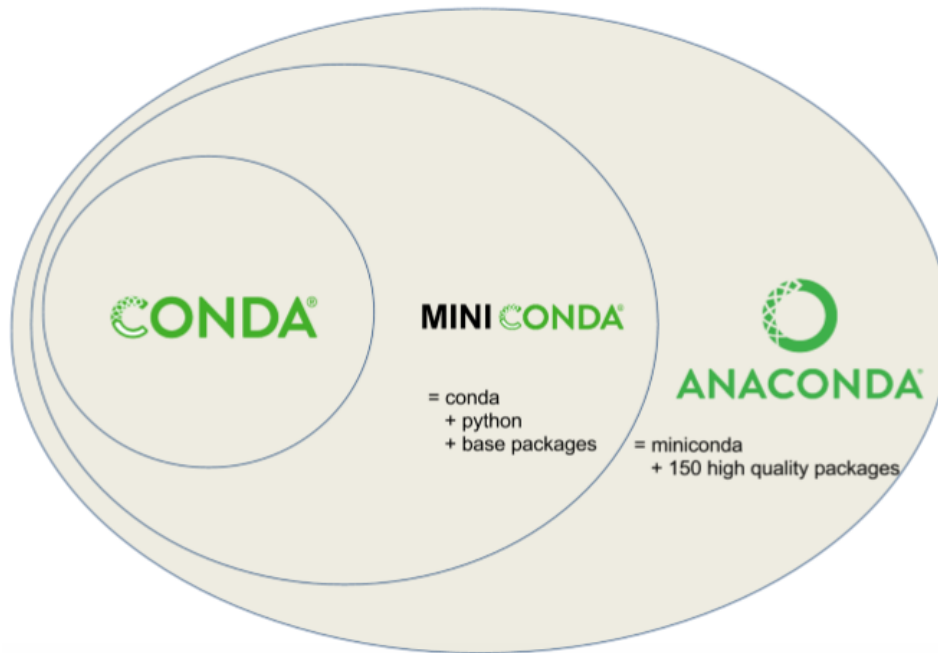 CONDA®
MINI CONDA®
= conda
+ python
+ base packages
ANACONDA®
= miniconda
+ 150 high quality packages